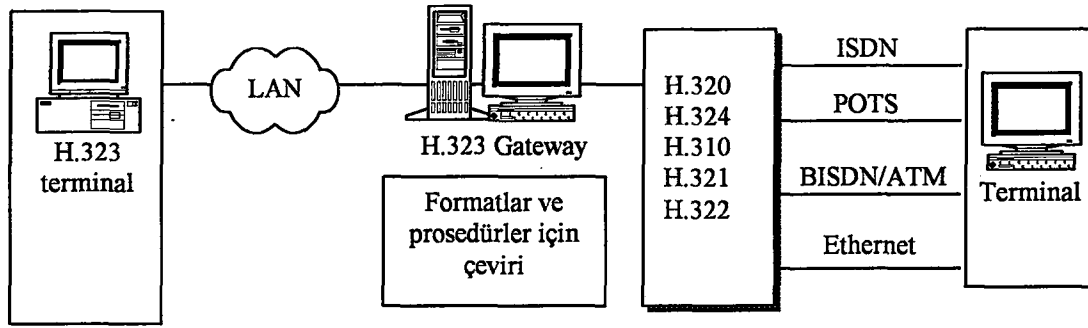 H.323
terminal
LAN
H.323 Gateway
Formatlar ve
prosedürler için
çeviri
H.320
H.324
H.310
H.321
H.322
ISDN
POTS
BISDN/ATM
Ethernet
Terminal